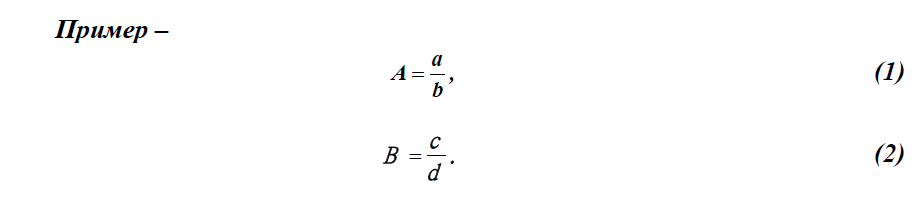 Пример –
A = a/b, (1)
B = c/d. (2)